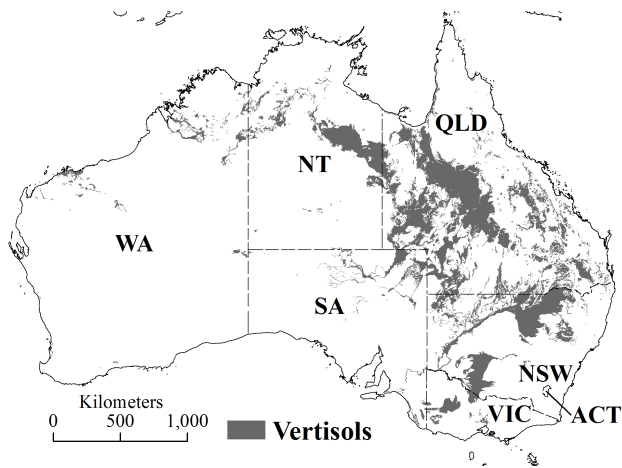 QLD
NT
WA
SA
NSW
Kilometers
VIC
ACT
0 500 1,000
Vertisols